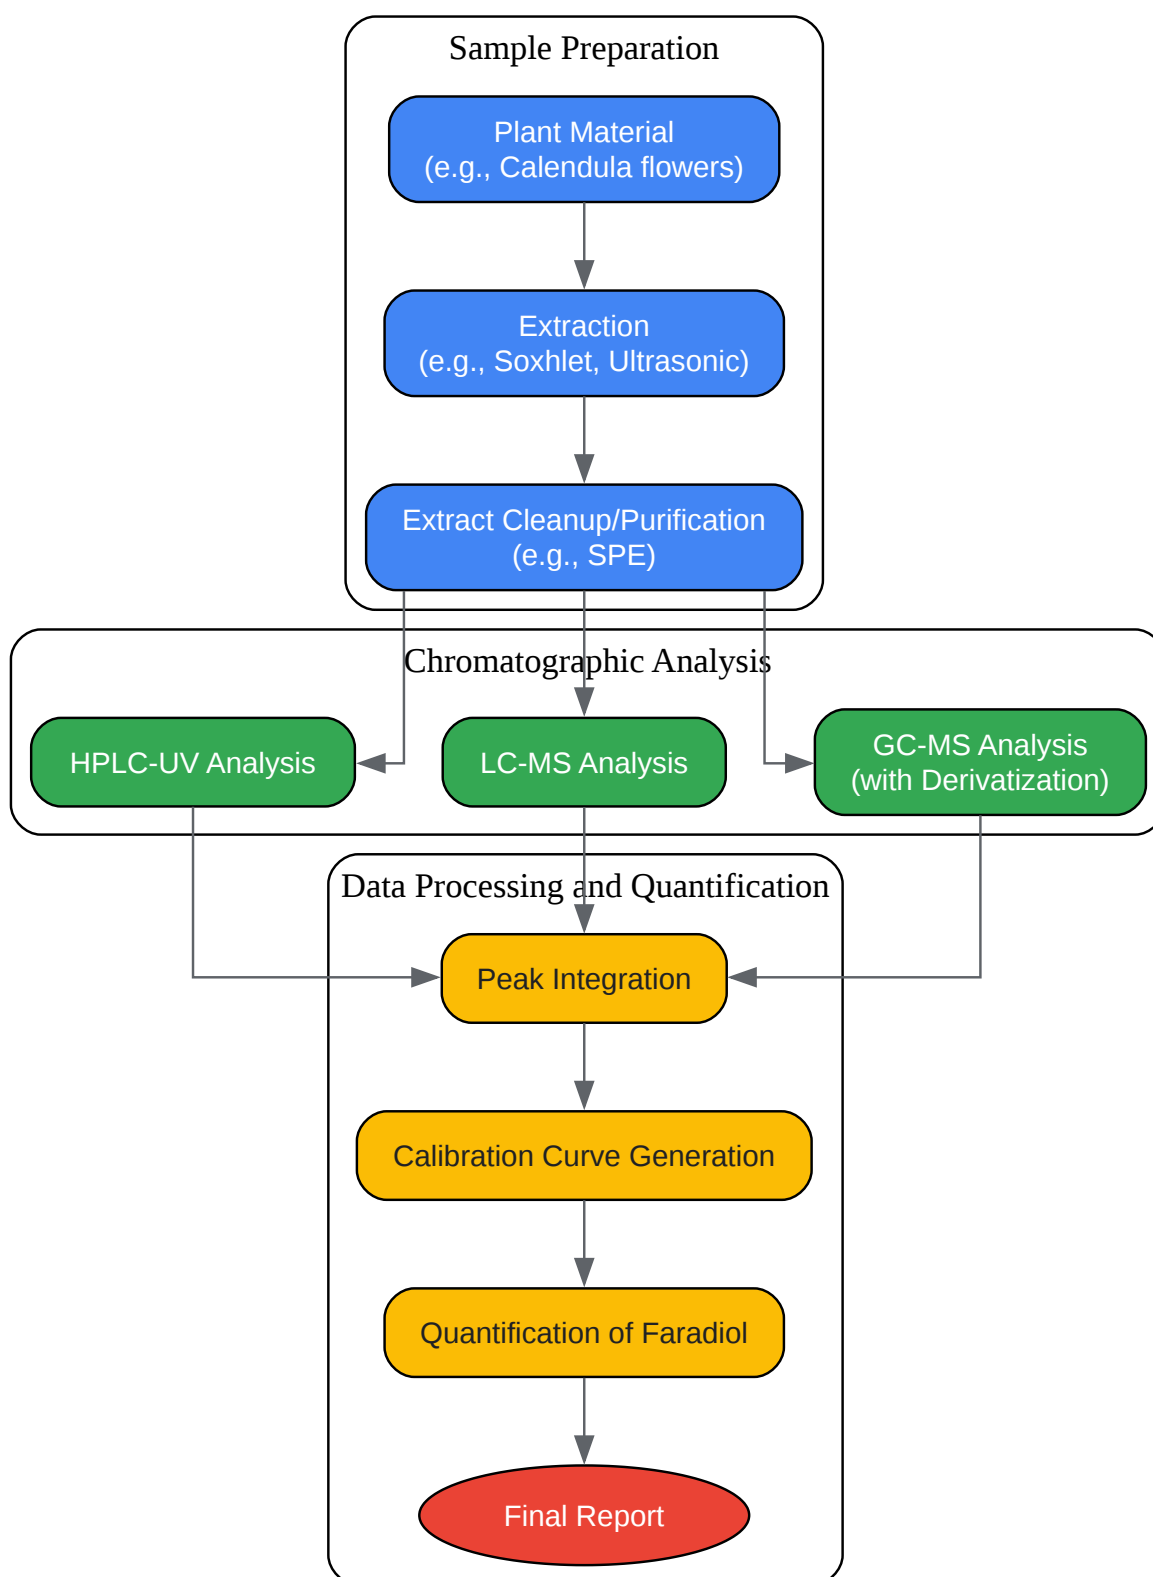 Sample Preparation
Plant Material
(e.g., Calendula flowers)
Extraction
(e.g., Soxhlet, Ultrasonic)
Extract Cleanup/Purification
(e.g., SPE)
Chromatographic Analysis
HPLC-UV Analysis
LC-MS Analysis
GC-MS Analysis
(with Derivatization)
Data Processing and Quantification
Peak Integration
Calibration Curve Generation
Quantification of Faradiol
Final Report